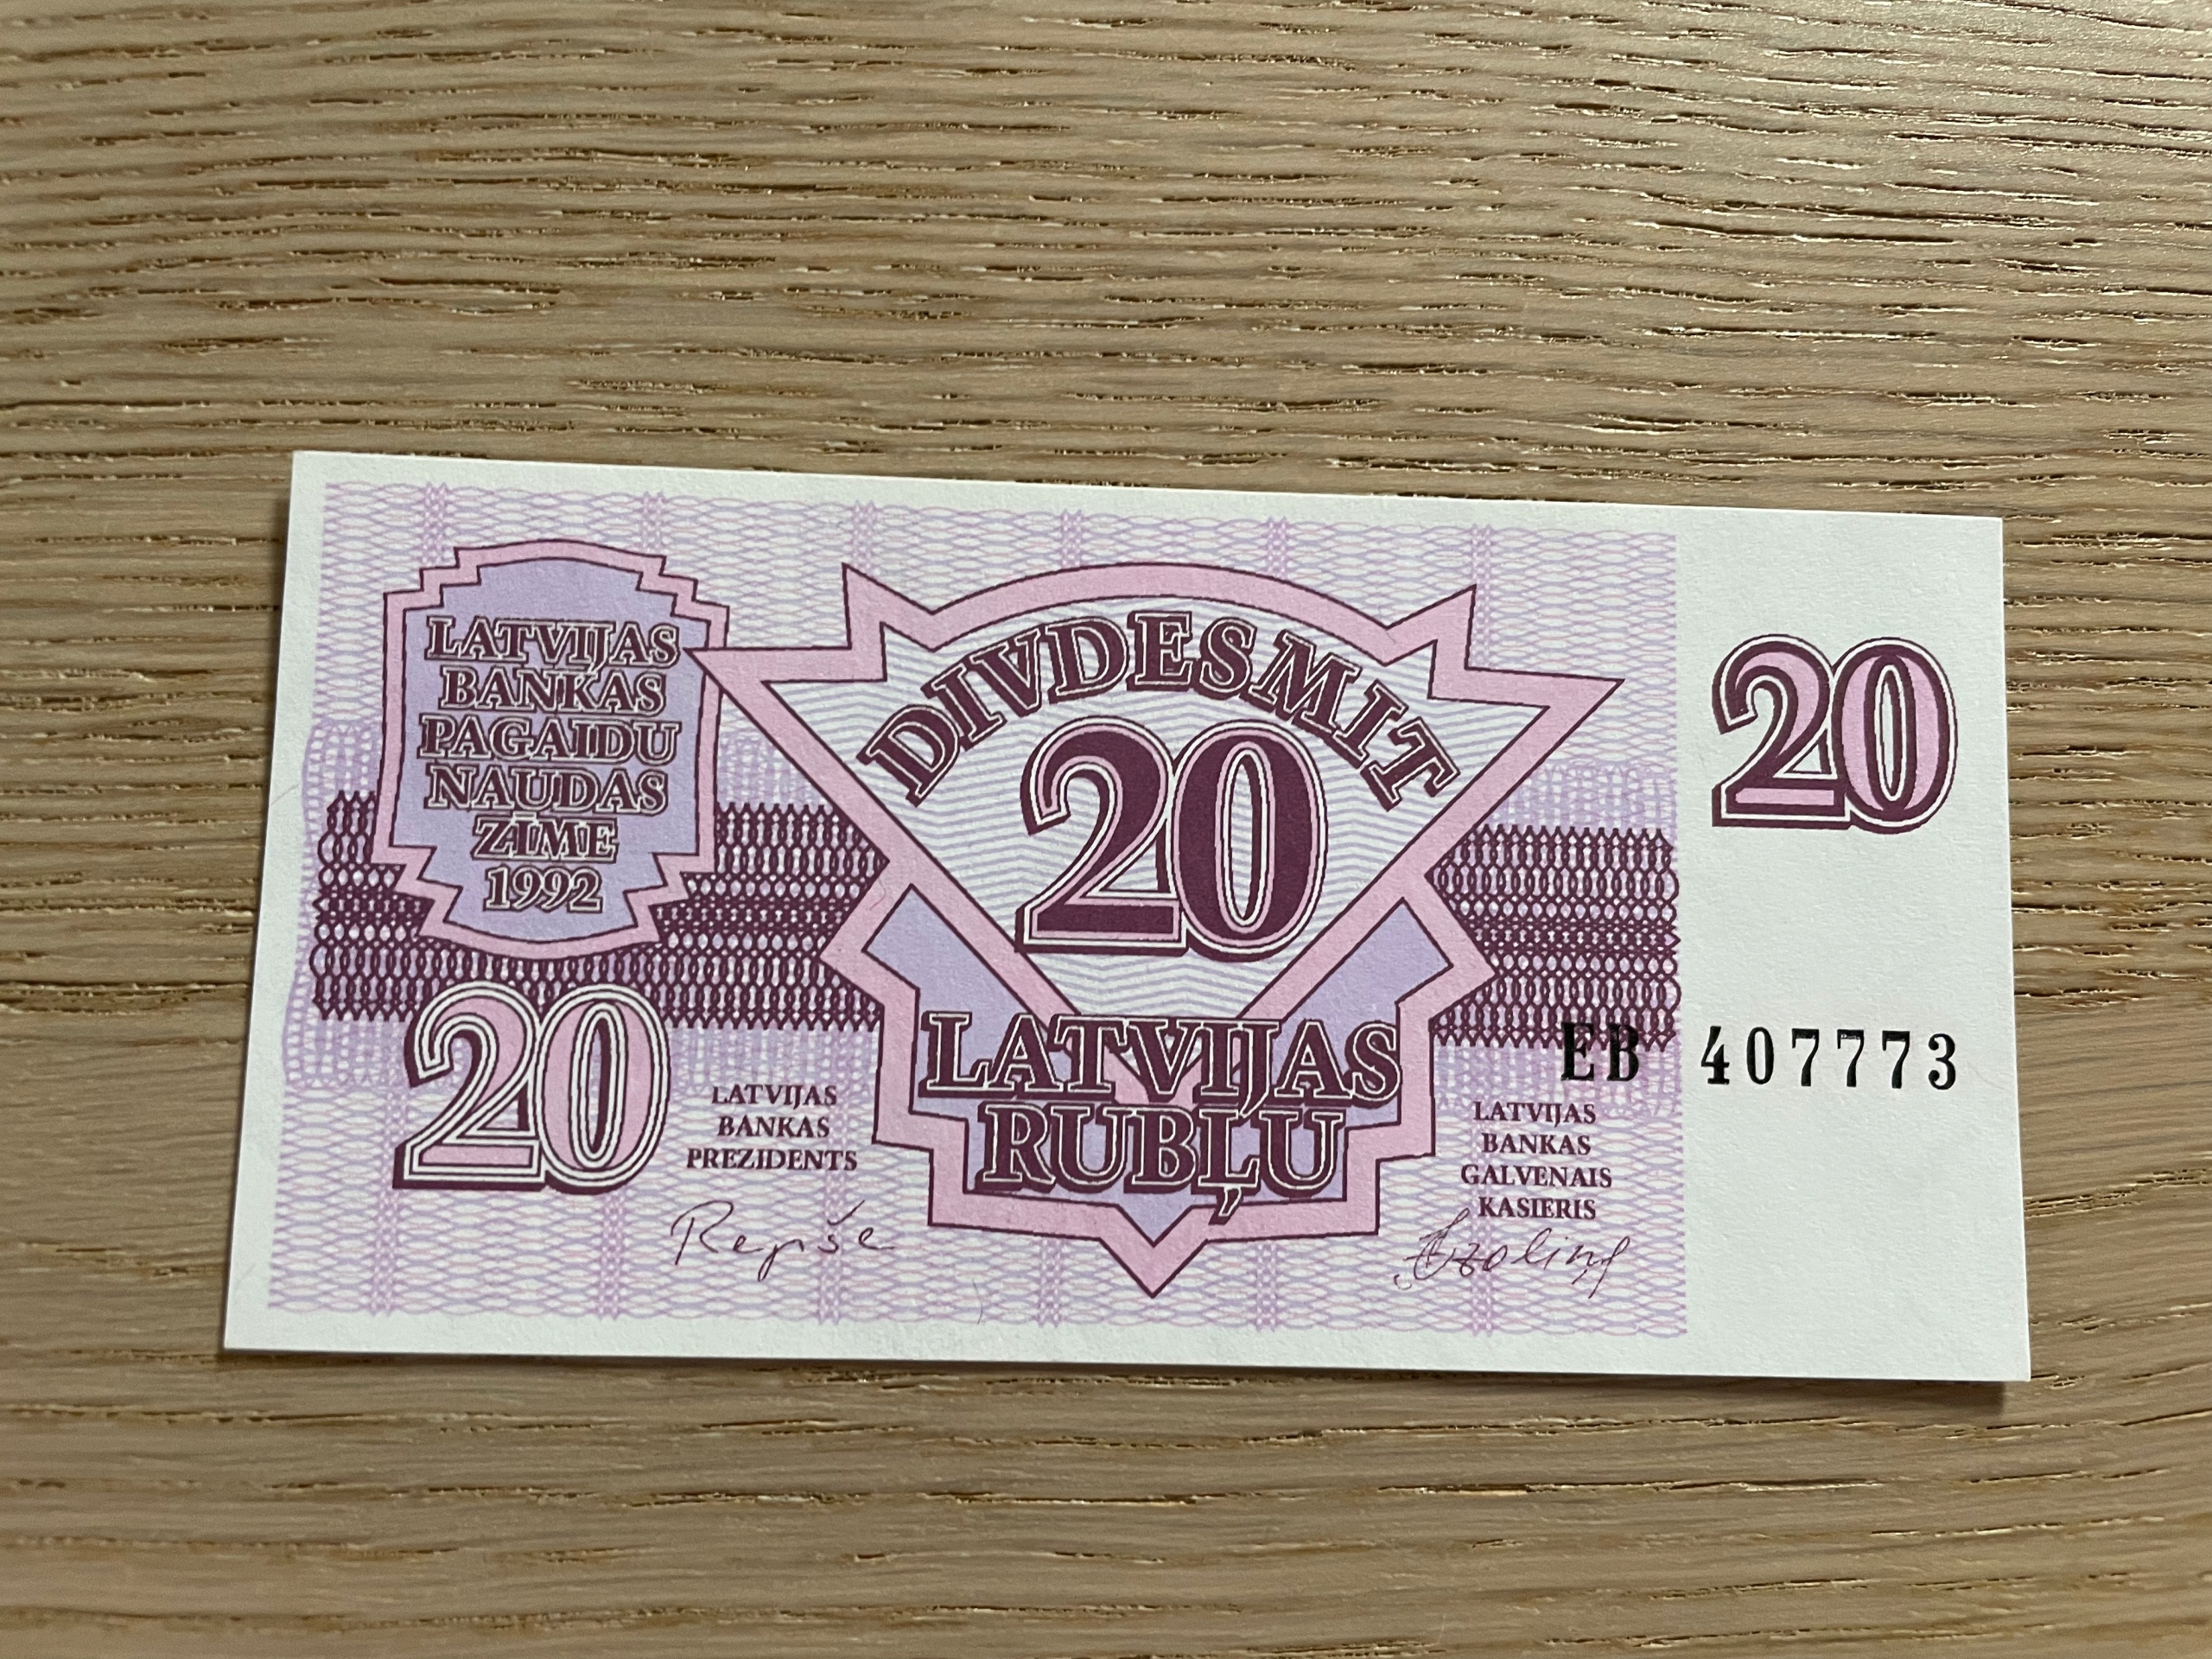 LATVIJAS
BANKAS
PAGAIDU
NAUDAS
ZĪME
1992
DIVDESMIT
20
LATVIJAS
RUBĻU
20
20
EB 407773
LATVIJAS
BANKAS
PREZIDENTS
Repše
LATVIJAS
BANKAS
GALVENAIS
KASIERIS